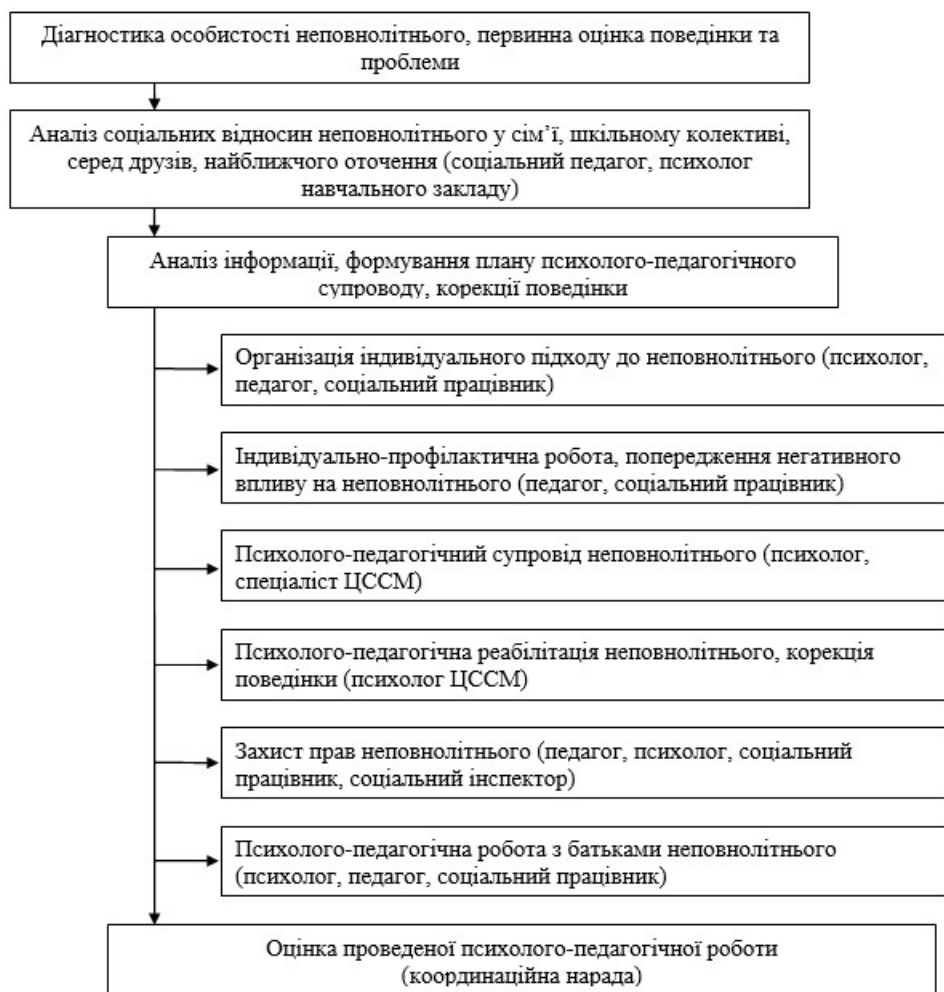 Діагностика особистості неповнолітнього, первинна оцінка поведінки та
проблеми
Аналіз соціальних відносин неповнолітнього у сім’ї, шкільному колективі,
серед друзів, найближчого оточення (соціальний педагог, психолог
навчального закладу)
Аналіз інформації, формування плану психолого-педагогічного
супроводу, корекції поведінки
Організація індивідуального підходу до неповнолітнього (психолог,
педагог, соціальний працівник)
Індивідуально-профілактична робота, попередження негативного
впливу на неповнолітнього (педагог, соціальний працівник)
Психолого-педагогічний супровід неповнолітнього (психолог,
спеціаліст ЦССМ)
Психолого-педагогічна реабілітація неповнолітнього, корекція
поведінки (психолог ЦССМ)
Захист прав неповнолітнього (педагог, психолог, соціальний
працівник, соціальний інспектор)
Психолого-педагогічна робота з батьками неповнолітнього
(психолог, педагог, соціальний працівник)
Оцінка проведеної психолого-педагогічної роботи
(координаційна нарада)